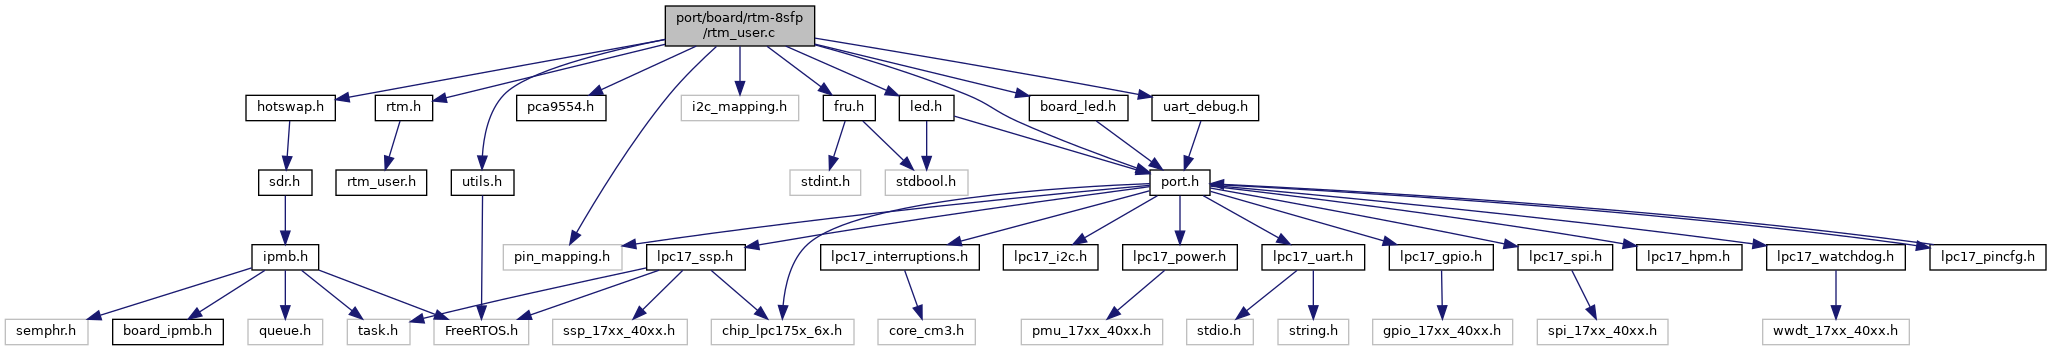 port/board/rtm-8sfp
/rtm_user.c
hotswap.h
rtm.h
pca9554.h
i2c_mapping.h
fru.h
led.h
board_led.h
uart_debug.h
sdr.h
rtm_user.h
utils.h
stdint.h
stdbool.h
port.h
ipmb.h
pin_mapping.h
lpc17_ssp.h
lpc17_interruptions.h
lpc17_i2c.h
lpc17_power.h
lpc17_uart.h
lpc17_gpio.h
lpc17_spi.h
lpc17_hpm.h
lpc17_watchdog.h
lpc17_pincfg.h
semphr.h
board_ipmb.h
queue.h
task.h
FreeRTOS.h
ssp_17xx_40xx.h
chip_lpc175x_6x.h
core_cm3.h
pmu_17xx_40xx.h
stdio.h
string.h
gpio_17xx_40xx.h
spi_17xx_40xx.h
wwdt_17xx_40xx.h